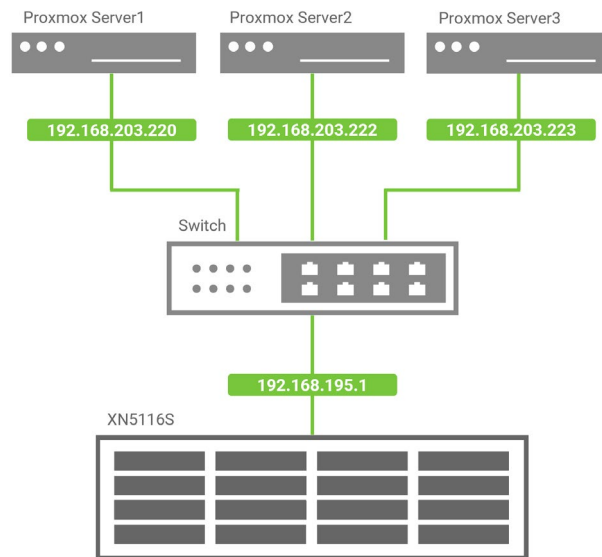 Proxmox Server1
Proxmox Server2
Proxmox Server3
192.168.203.220
192.168.203.222
192.168.203.223
Switch
192.168.195.1
XN5116S